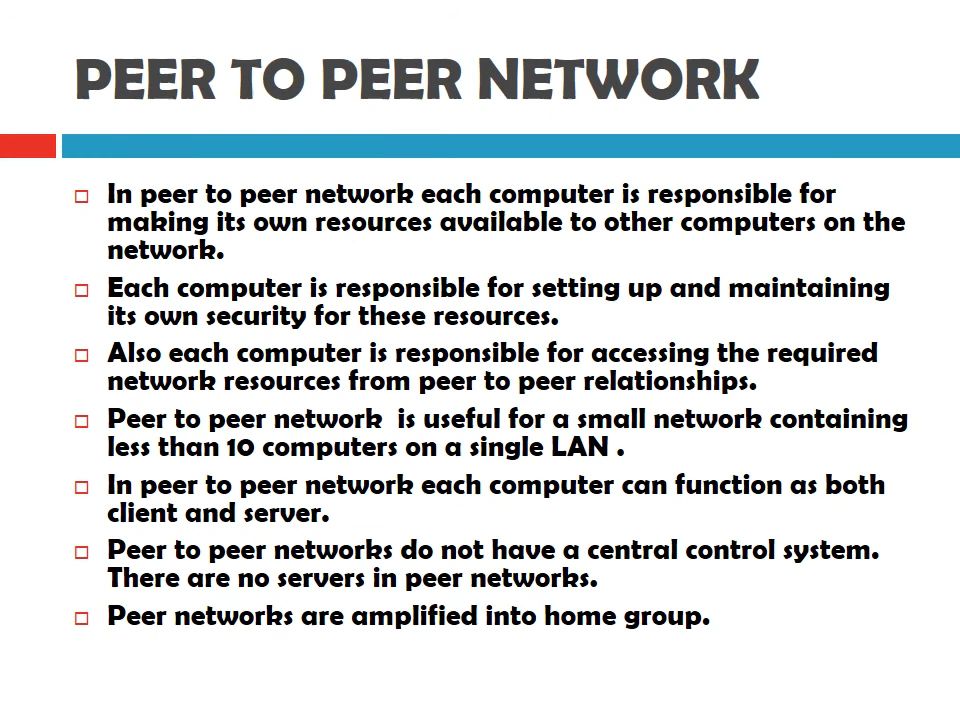 PEER TO PEER NETWORK
In peer to peer network each computer is responsible for
making its own resources available to other computers on the
network.
Each computer is responsible for setting up and maintaining
its own security for these resources.
Also each computer is responsible for accessing the required
network resources from peer to peer relationships.
Peer to peer network  is useful for a small network containing
less than 10 computers on a single LAN .
In peer to peer network each computer can function as both
client and server.
Peer to peer networks do not have a central control system.
There are no servers in peer networks.
Peer networks are amplified into home group.